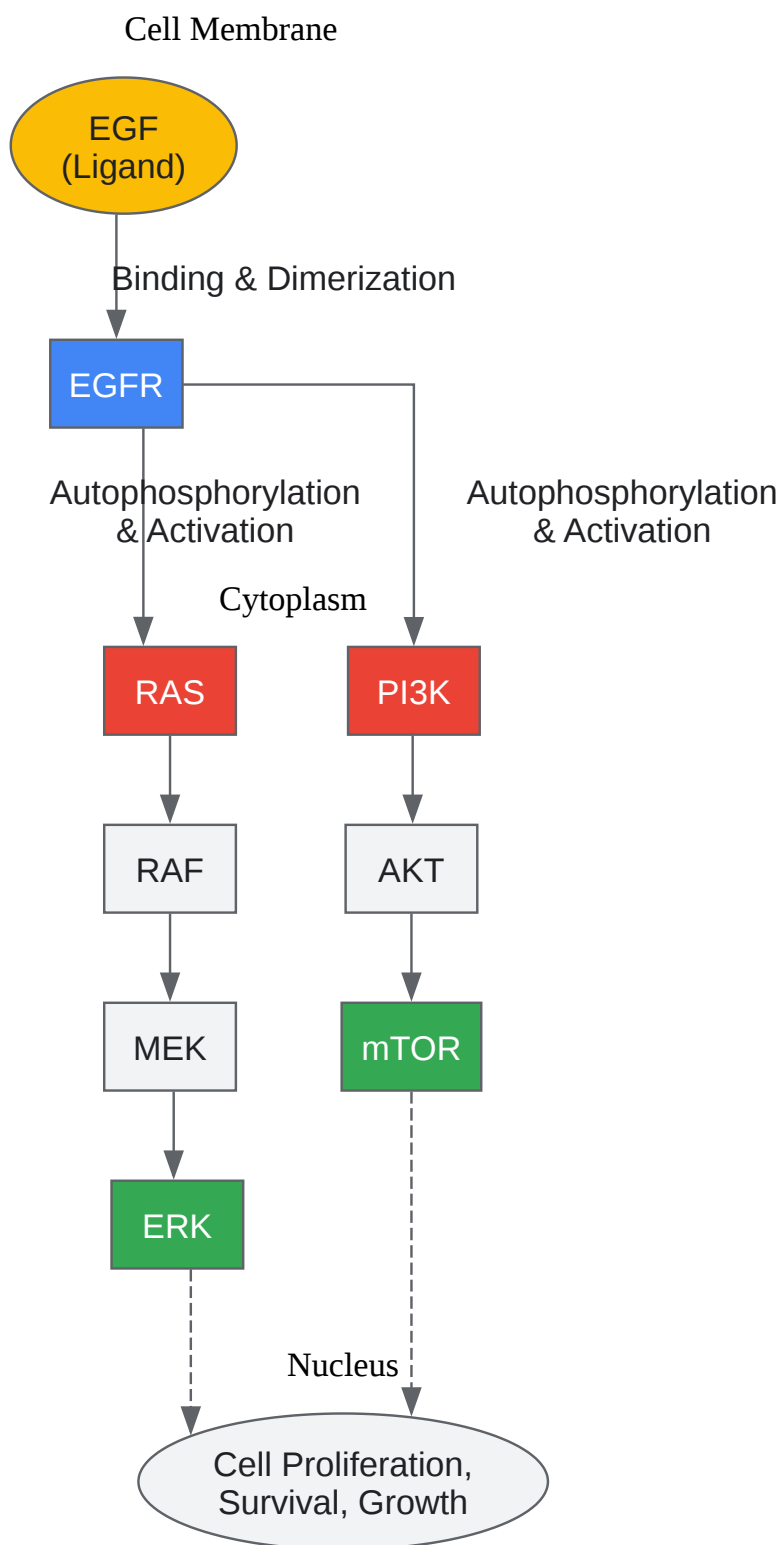 Cell Membrane
EGF
(Ligand)
Binding & Dimerization
EGFR
Autophosphorylation
& Activation
Autophosphorylation
& Activation
Cytoplasm
RAS
PI3K
RAF
AKT
MEK
mTOR
ERK
Nucleus
Cell Proliferation,
Survival, Growth